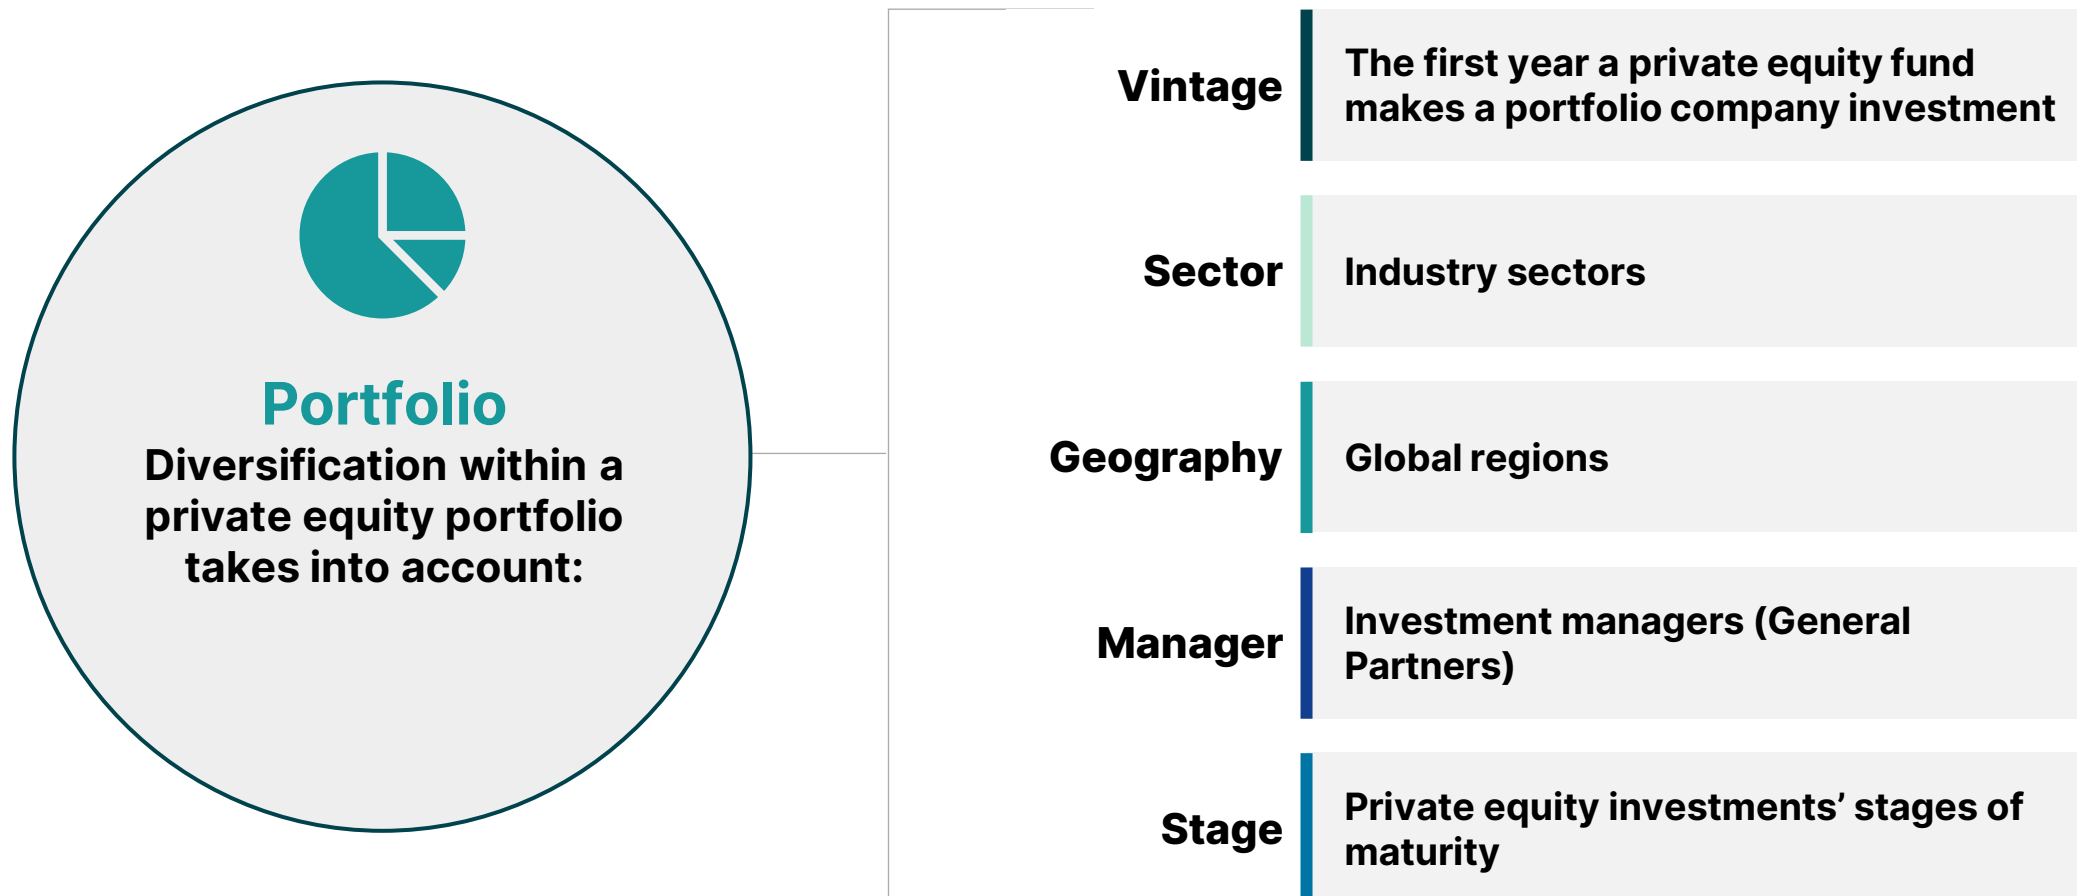 Portfolio
Diversification within a
private equity portfolio
takes into account:
Vintage
The first year a private equity fund
makes a portfolio company investment
Sector
Industry sectors
Geography
Global regions
Manager
Investment managers (General
Partners)
Stage
Private equity investments’ stages of
maturity